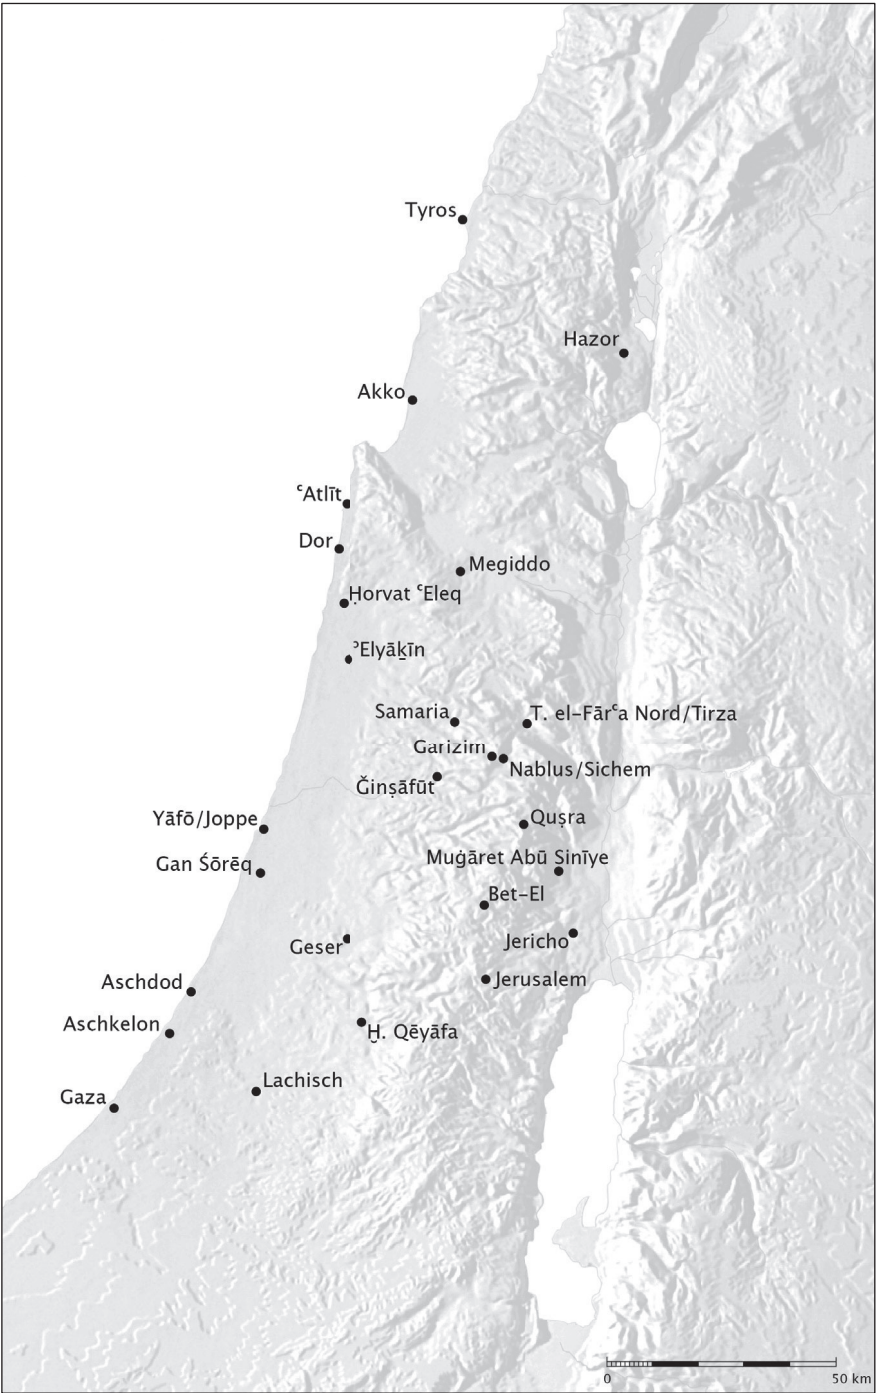 Tyros
Hazor
Akko
ʿAtlīt
Dor
Megiddo
Ḥorvat ʿEleq
ʾElyāḵīn
Samaria
T. el-Fārʿa Nord/Tirza
Garizim
Nablus/Sichem
Ǧinṣāfūt
Yāfō/Joppe
Quṣra
Gan Śōrēq
Muġāret Abū Sinīye
Bet-El
Geser
Jericho
Jerusalem
Aschdod
Aschkelon
Ḫ. Qēyāfa
Lachisch
Gaza
0 50 km